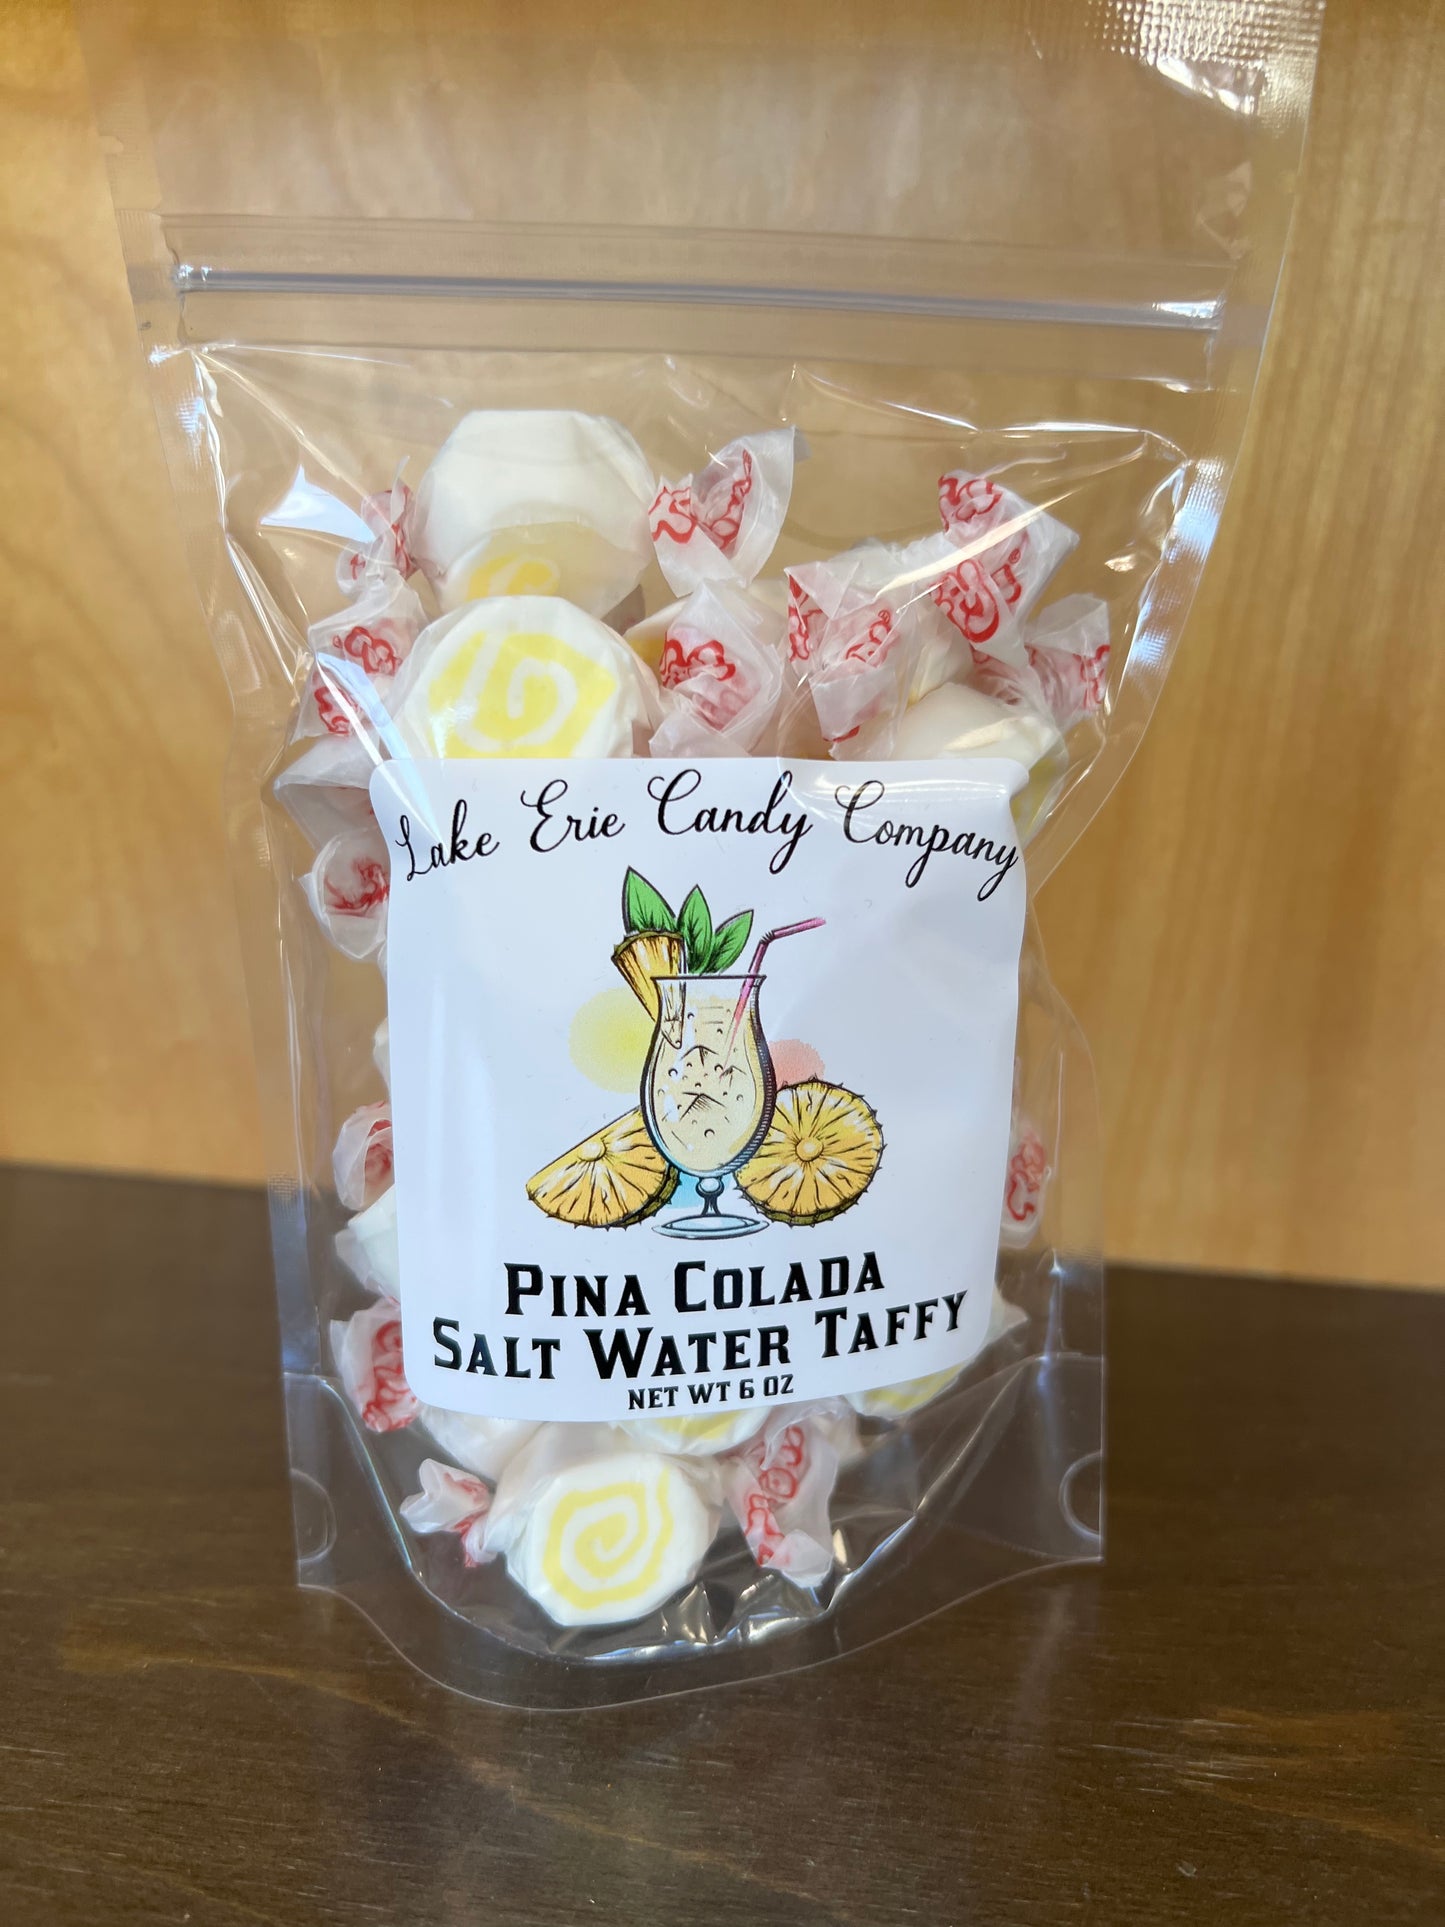 Lake Erie Candy Company
PINA COLADA
SALT WATER TAFFY
NET WT 6 OZ